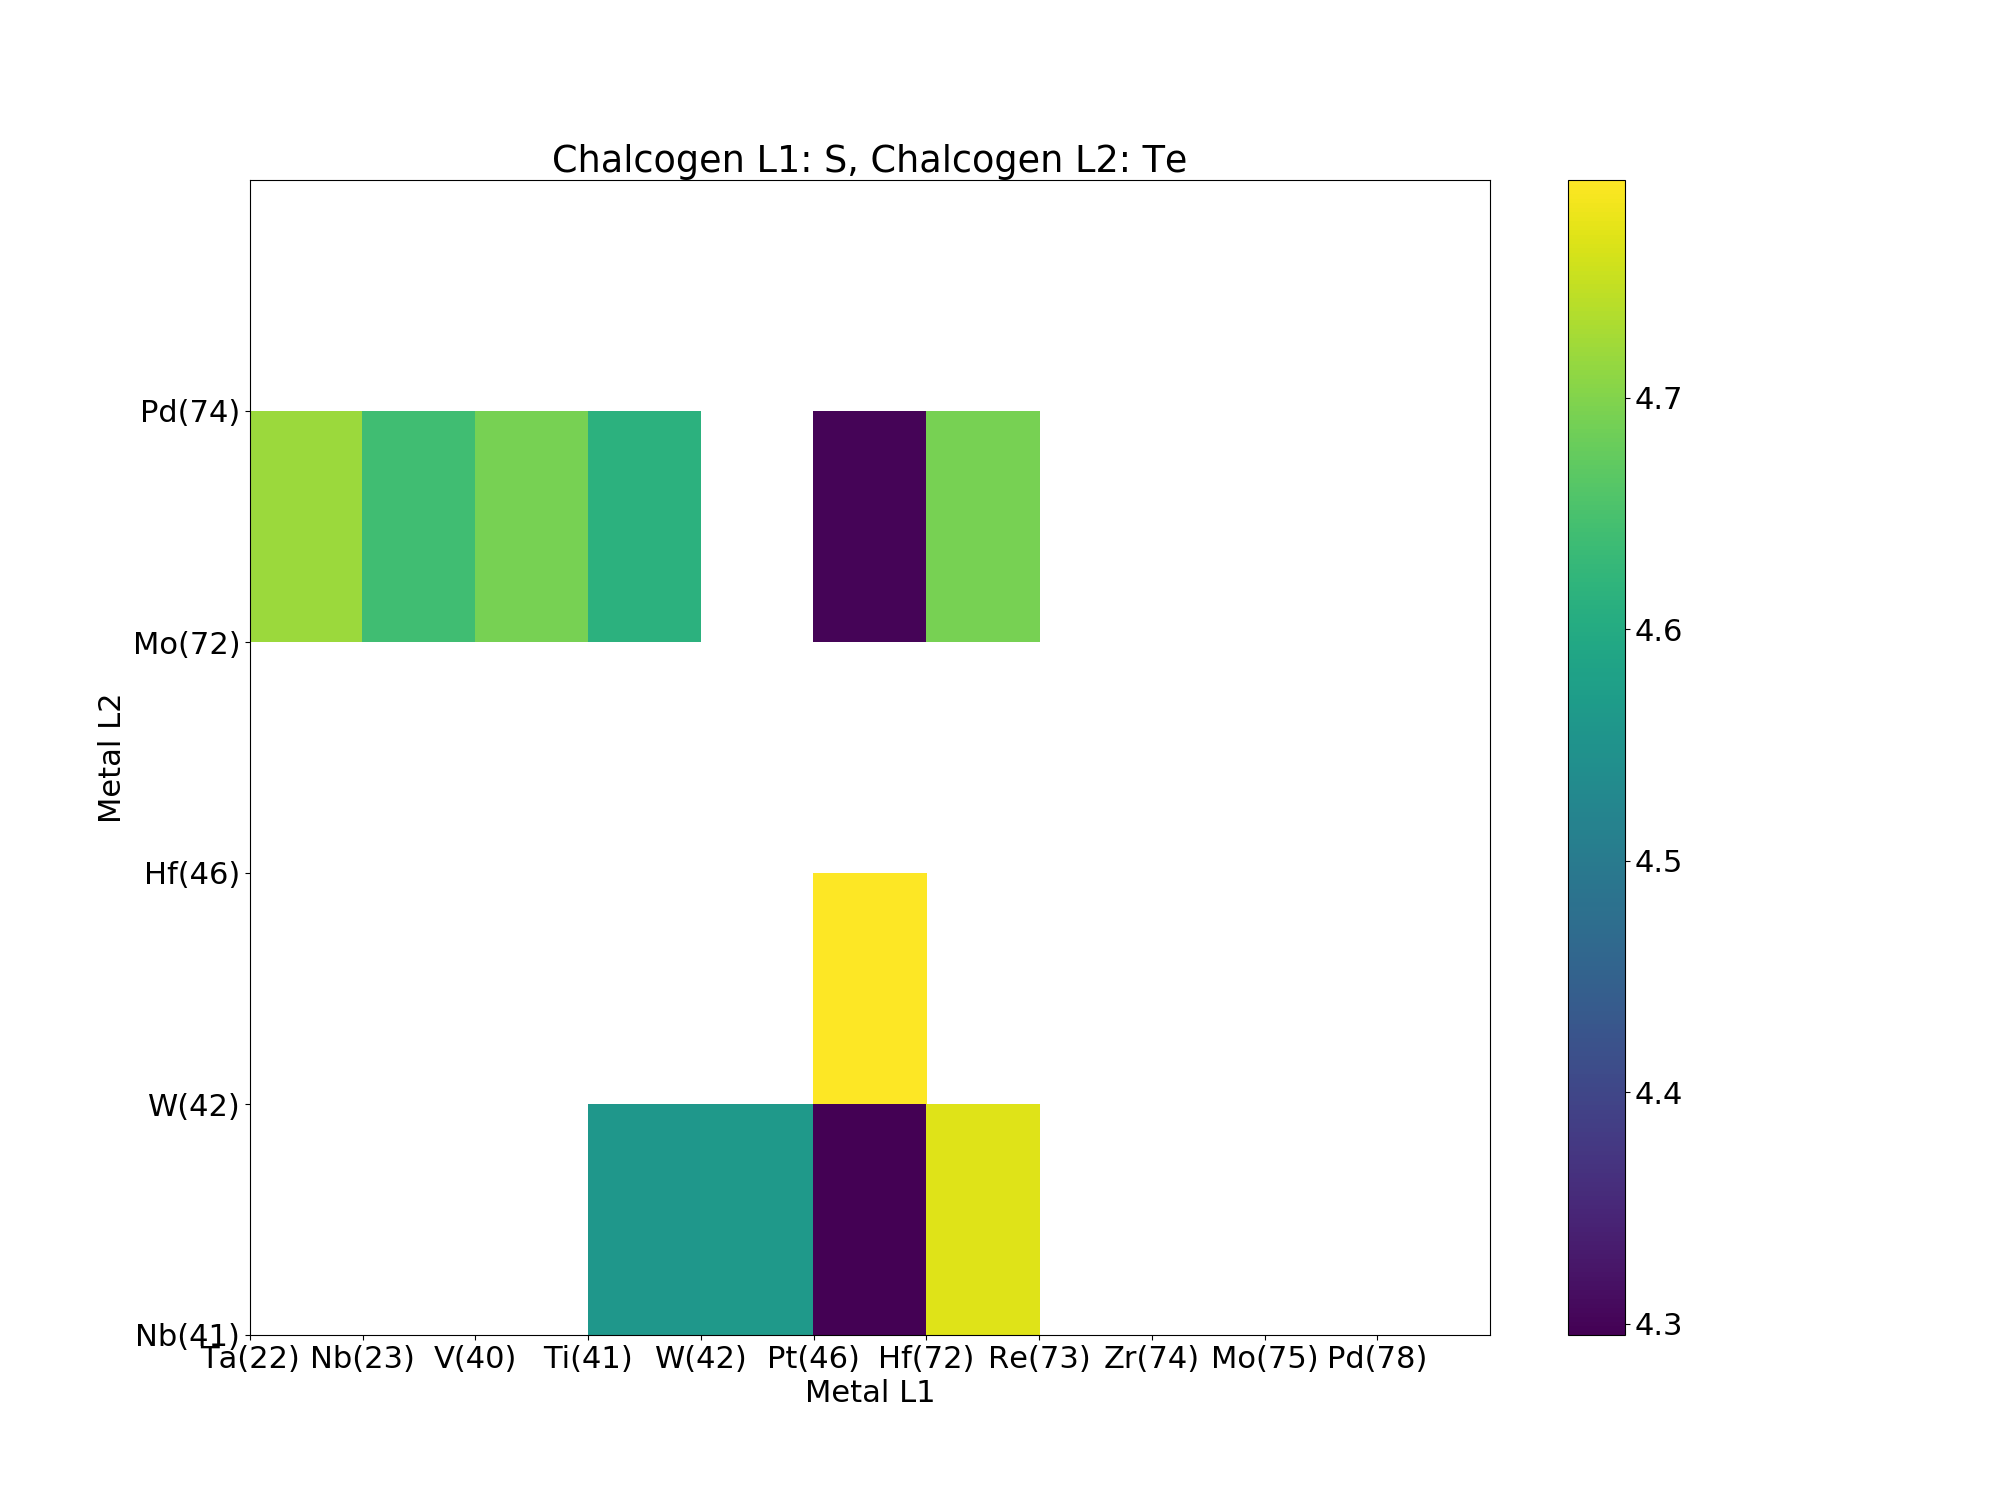 Chalcogen L1: S, Chalcogen L2: Te
Pd(74)
Mo(72)
Hf(46)
W(42)
Nb(41)
Metal L2
Ta(22) Nb(23) V(40) Ti(41) W(42) Pt(46) Hf(72) Re(73) Zr(74) Mo(75) Pd(78)
Metal L1
4.7
4.6
4.5
4.4
4.3